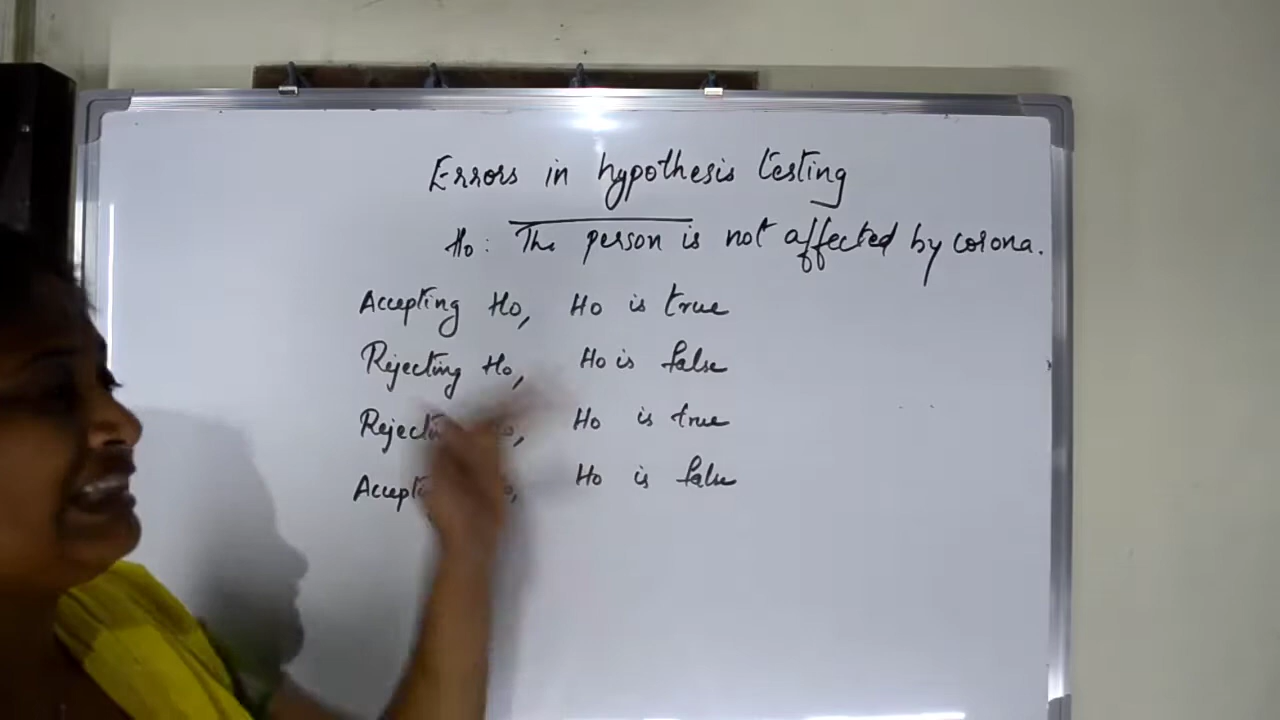 Errors in hypothesis testing
Ho: The person is not affected by corona.
Accepting Ho, Ho is true
Rejecting Ho, Ho is false
Ho is true
Ho is false